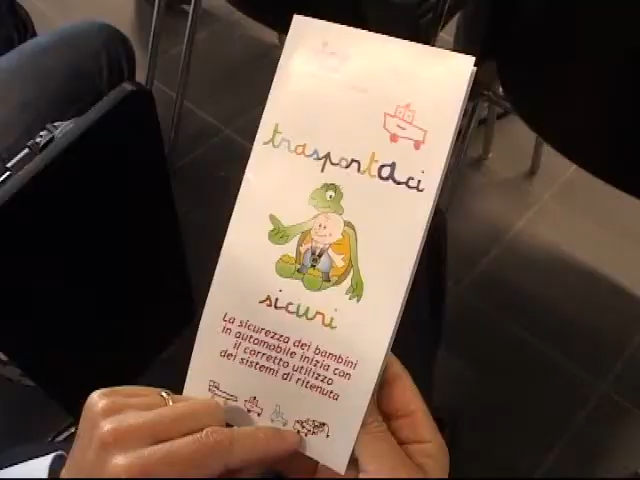 trasportaci
sicuri
La sicurezza dei bambini
in automobile inizia con
il corretto utilizzo
dei sistemi di ritenuta